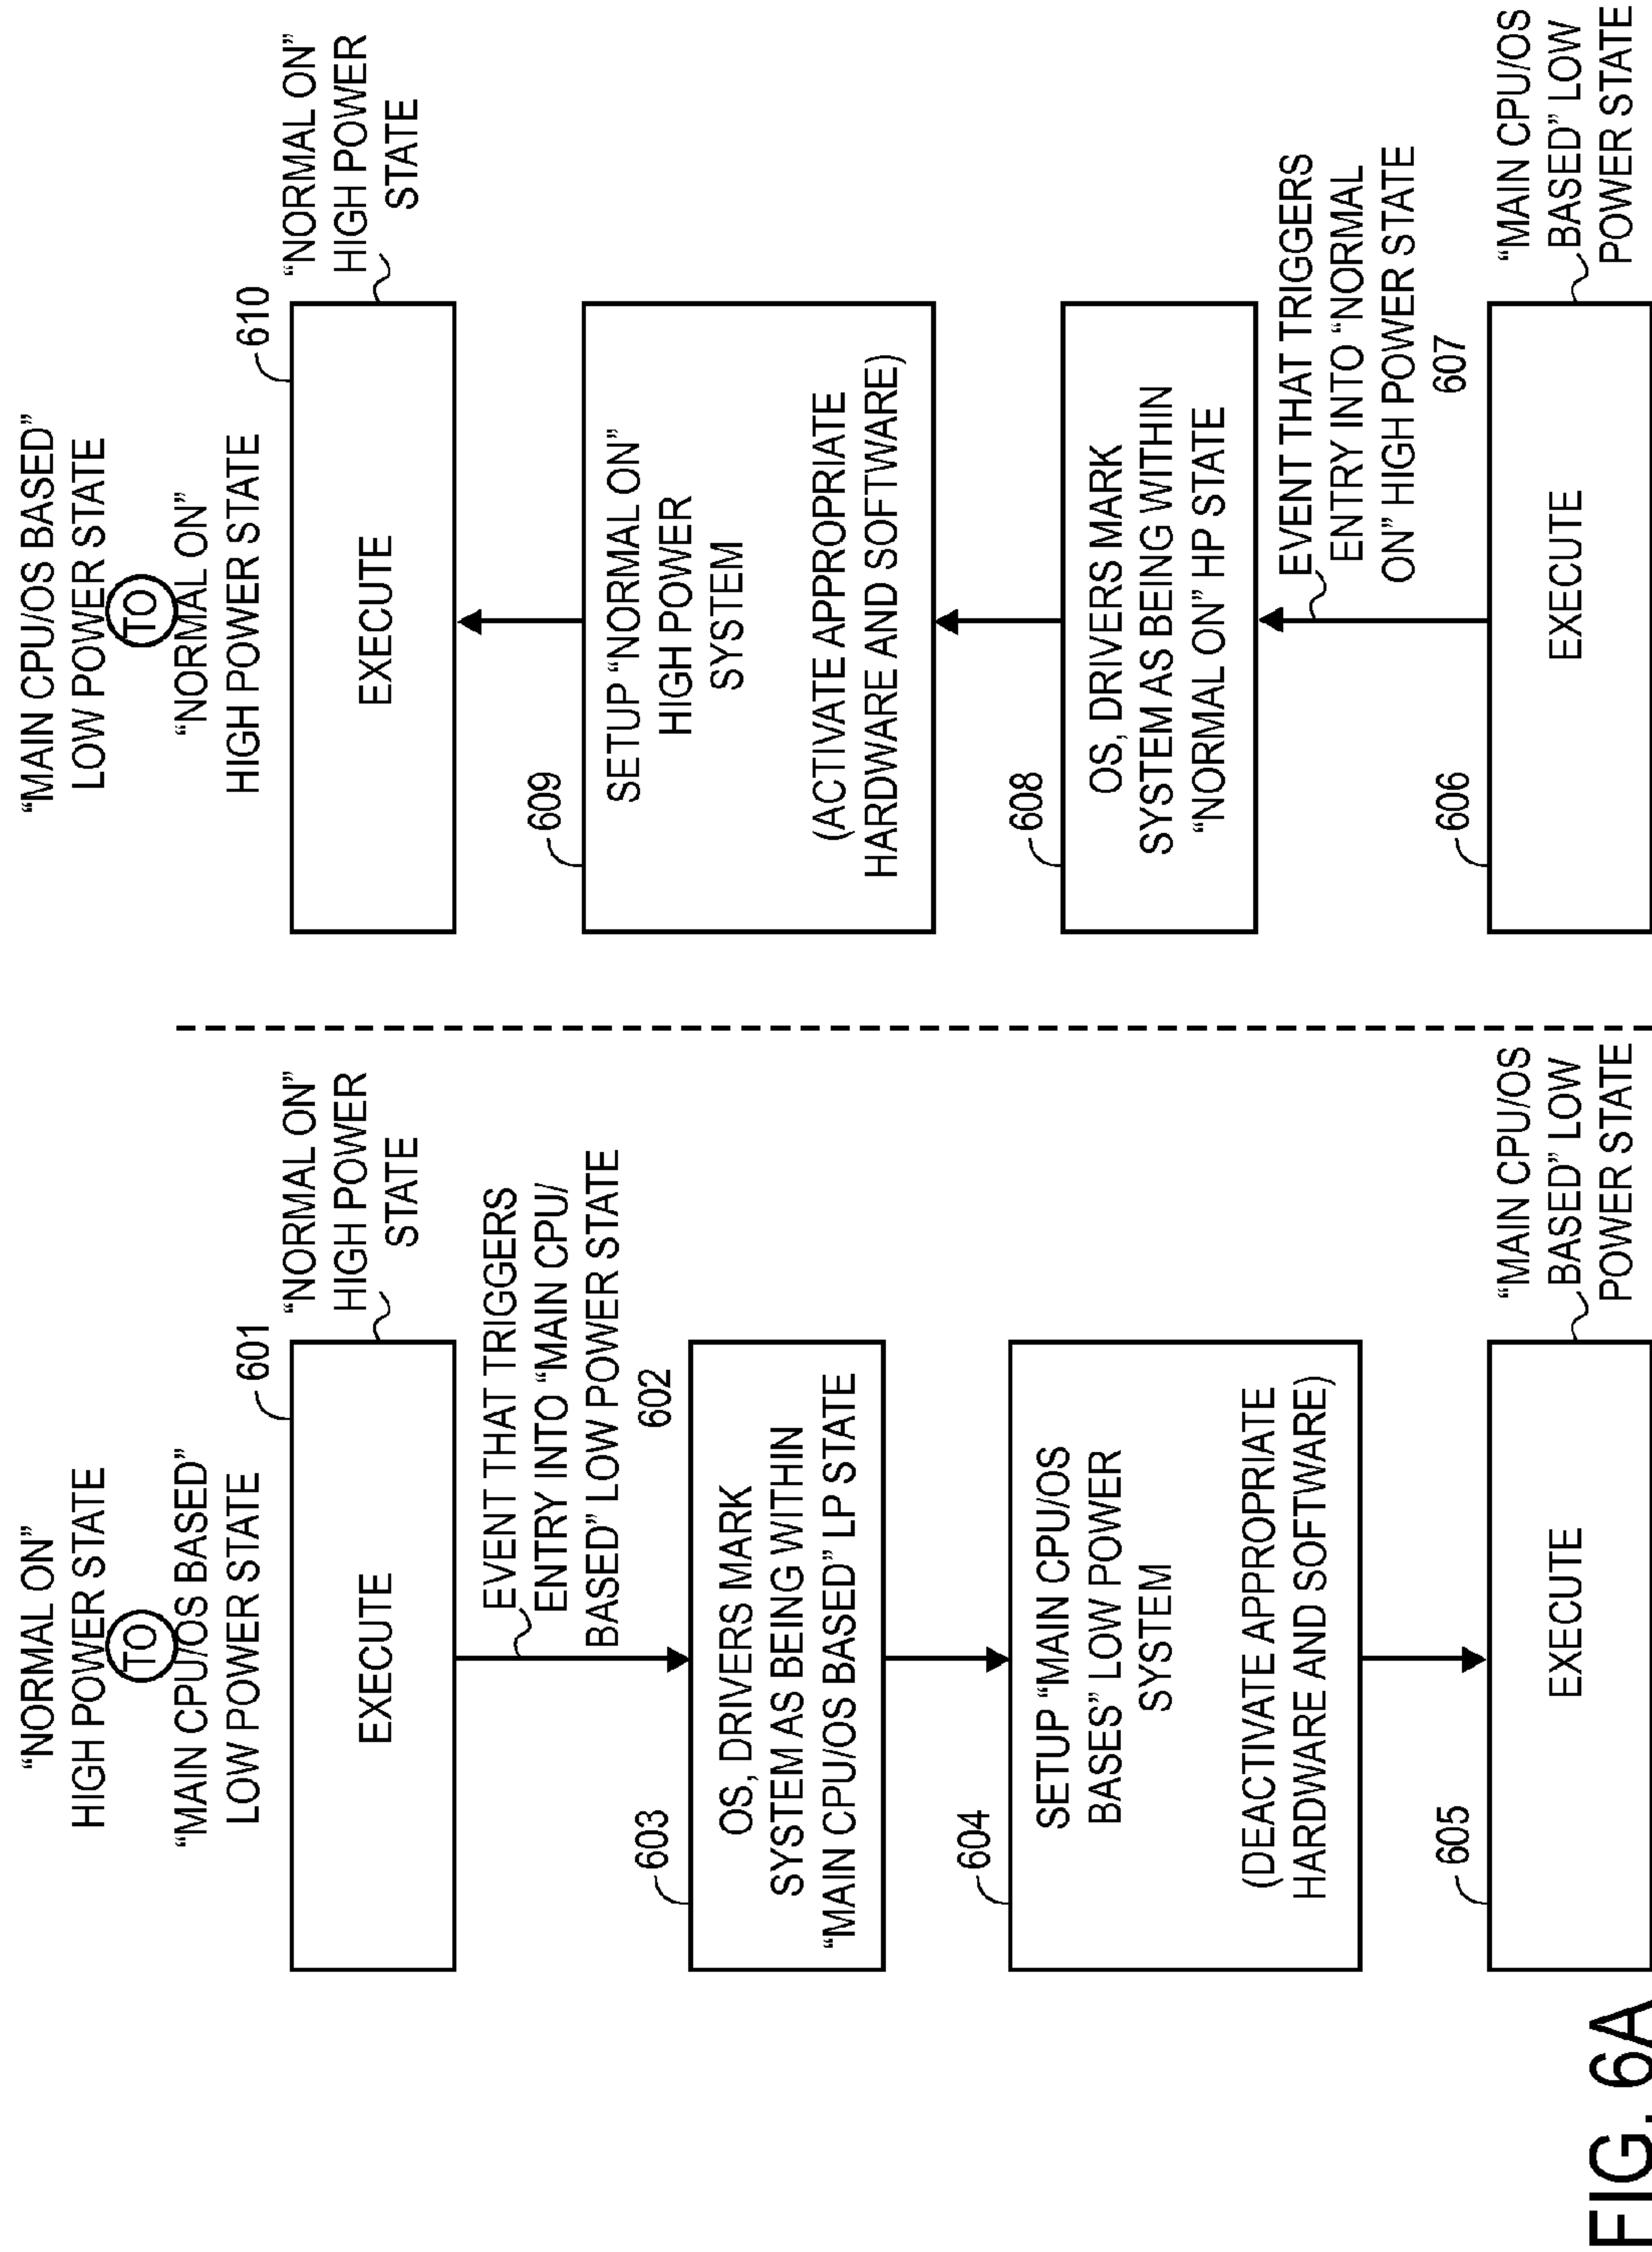 “NORMAL ON”
HIGH POWER STATE
TO
“MAIN CPU/OS BASED”
LOW POWER STATE
601
EXECUTE
“NORMAL ON”
HIGH POWER
STATE
EVENT THAT TRIGGERS
ENTRY INTO “MAIN CPU/
BASED” LOW POWER STATE
602
603
OS, DRIVERS MARK
SYSTEM AS BEING WITHIN
“MAIN CPU/OS BASED” LP STATE
604
SETUP “MAIN CPU/OS
BASES” LOW POWER
SYSTEM
(DEACTIVATE APPROPRIATE
HARDWARE AND SOFTWARE)
605
EXECUTE
“MAIN CPU/OS
BASED” LOW
POWER STATE
“MAIN CPU/OS BASED”
LOW POWER STATE
TO
“NORMAL ON”
HIGH POWER STATE
610
EXECUTE
“NORMAL ON”
HIGH POWER
STATE
609
SETUP “NORMAL ON”
HIGH POWER
SYSTEM
(ACTIVATE APPROPRIATE
HARDWARE AND SOFTWARE)
608
OS, DRIVERS MARK
SYSTEM AS BEING WITHIN
“NORMAL ON” HP STATE
EVENT THAT TRIGGERS
ENTRY INTO “NORMAL
ON” HIGH POWER STATE
607
606
EXECUTE
“MAIN CPU/OS
BASED” LOW
POWER STATE
FIG. 6A